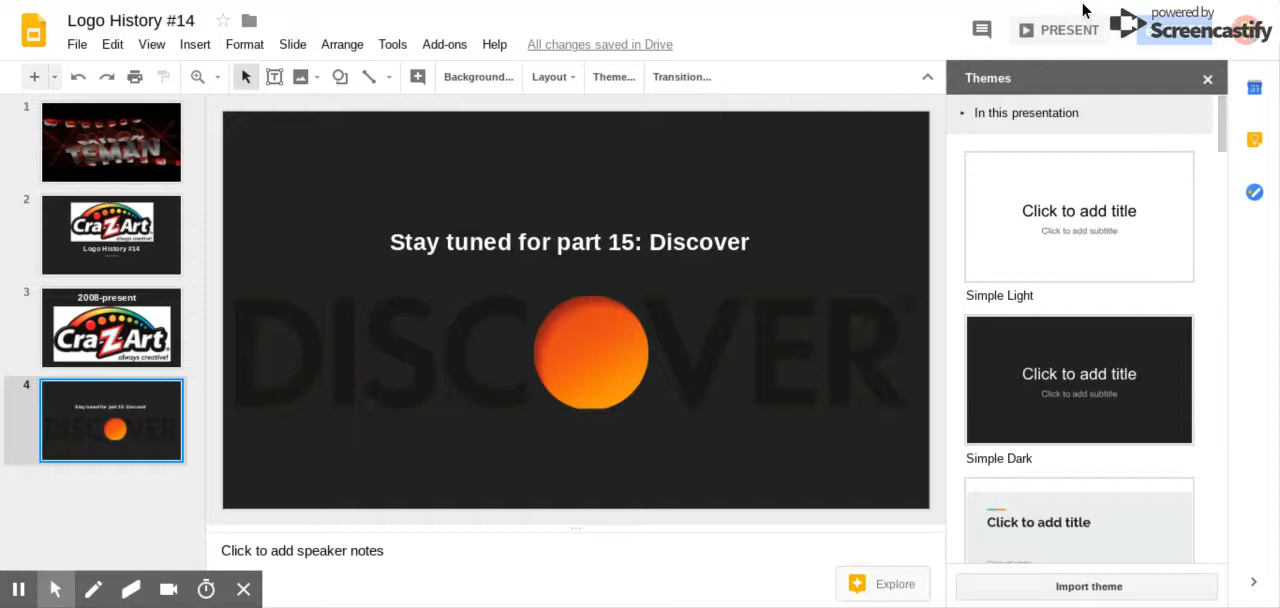 Logo History #14
File Edit View Insert Format Slide Arrange Tools Add-ons Help All changes saved in Drive
PRESENT
powered by
Screencastify
Background... Layout Theme... Transition...
Themes
In this presentation
Click to add title
Click to add subtitle
Simple Light
Click to add title
Click to add subtitle
Simple Dark
Click to add title
Import theme
1
TEMAN
2
Cra-Z-Art
always creative!
Logo History #14
3
2008-present
Cra-Z-Art
always creative!
4
Stay tuned for part 15: Discover
DISCOVER
Stay tuned for part 15: Discover
DISCOVER
Click to add speaker notes
Explore
31